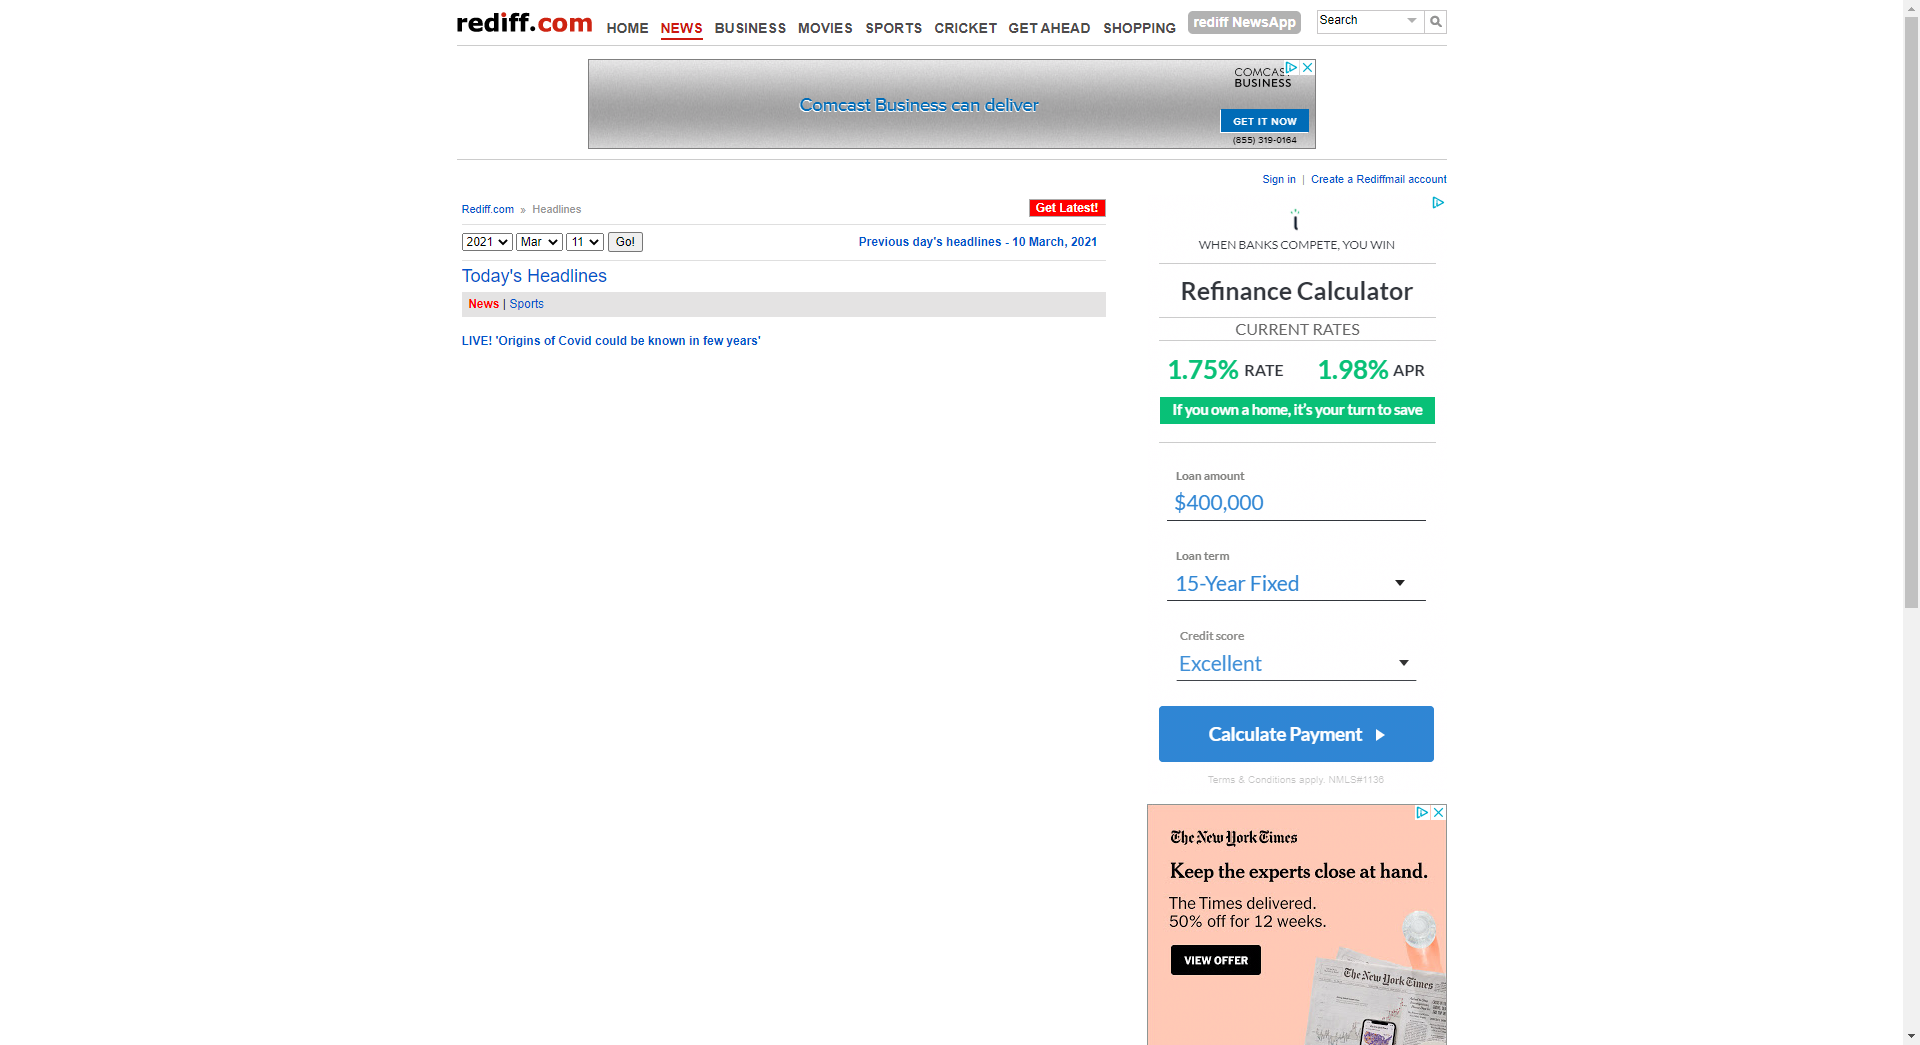 rediff.com HOME NEWS BUSINESS MOVIES SPORTS CRICKET GET AHEAD SHOPPING rediff NewsApp Search
COMCAS
BUSINESS
Comcast Business can deliver
GET IT NOW
(855) 319-0164
Sign in | Create a Rediffmail account
Rediff.com » Headlines Get Latest!
2021 Mar 11 Go! Previous day's headlines - 10 March, 2021
Today's Headlines
News | Sports
LIVE! 'Origins of Covid could be known in few years'
WHEN BANKS COMPETE, YOU WIN
Refinance Calculator
CURRENT RATES
1.75% RATE 1.98% APR
If you own a home, it's your turn to save
Loan amount
$400,000
Loan term
15-Year Fixed
Credit score
Excellent
Calculate Payment
Terms & Conditions apply. NMLS#1136
The New York Times
Keep the experts close at hand.
The Times delivered.
50% off for 12 weeks.
VIEW OFFER
The New York Times